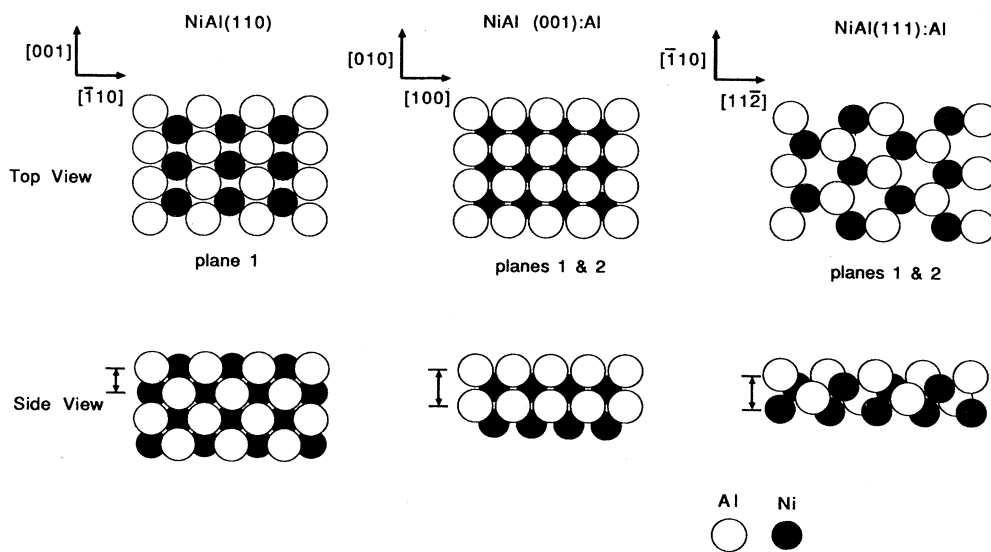 NiAl(110)
NiAl (001):Al
NiAl(111):Al
[001]
[1̅10]
[010]
[100]
[1̅10]
[112̅]
Top View
plane 1
planes 1 & 2
planes 1 & 2
Side View
Al
Ni